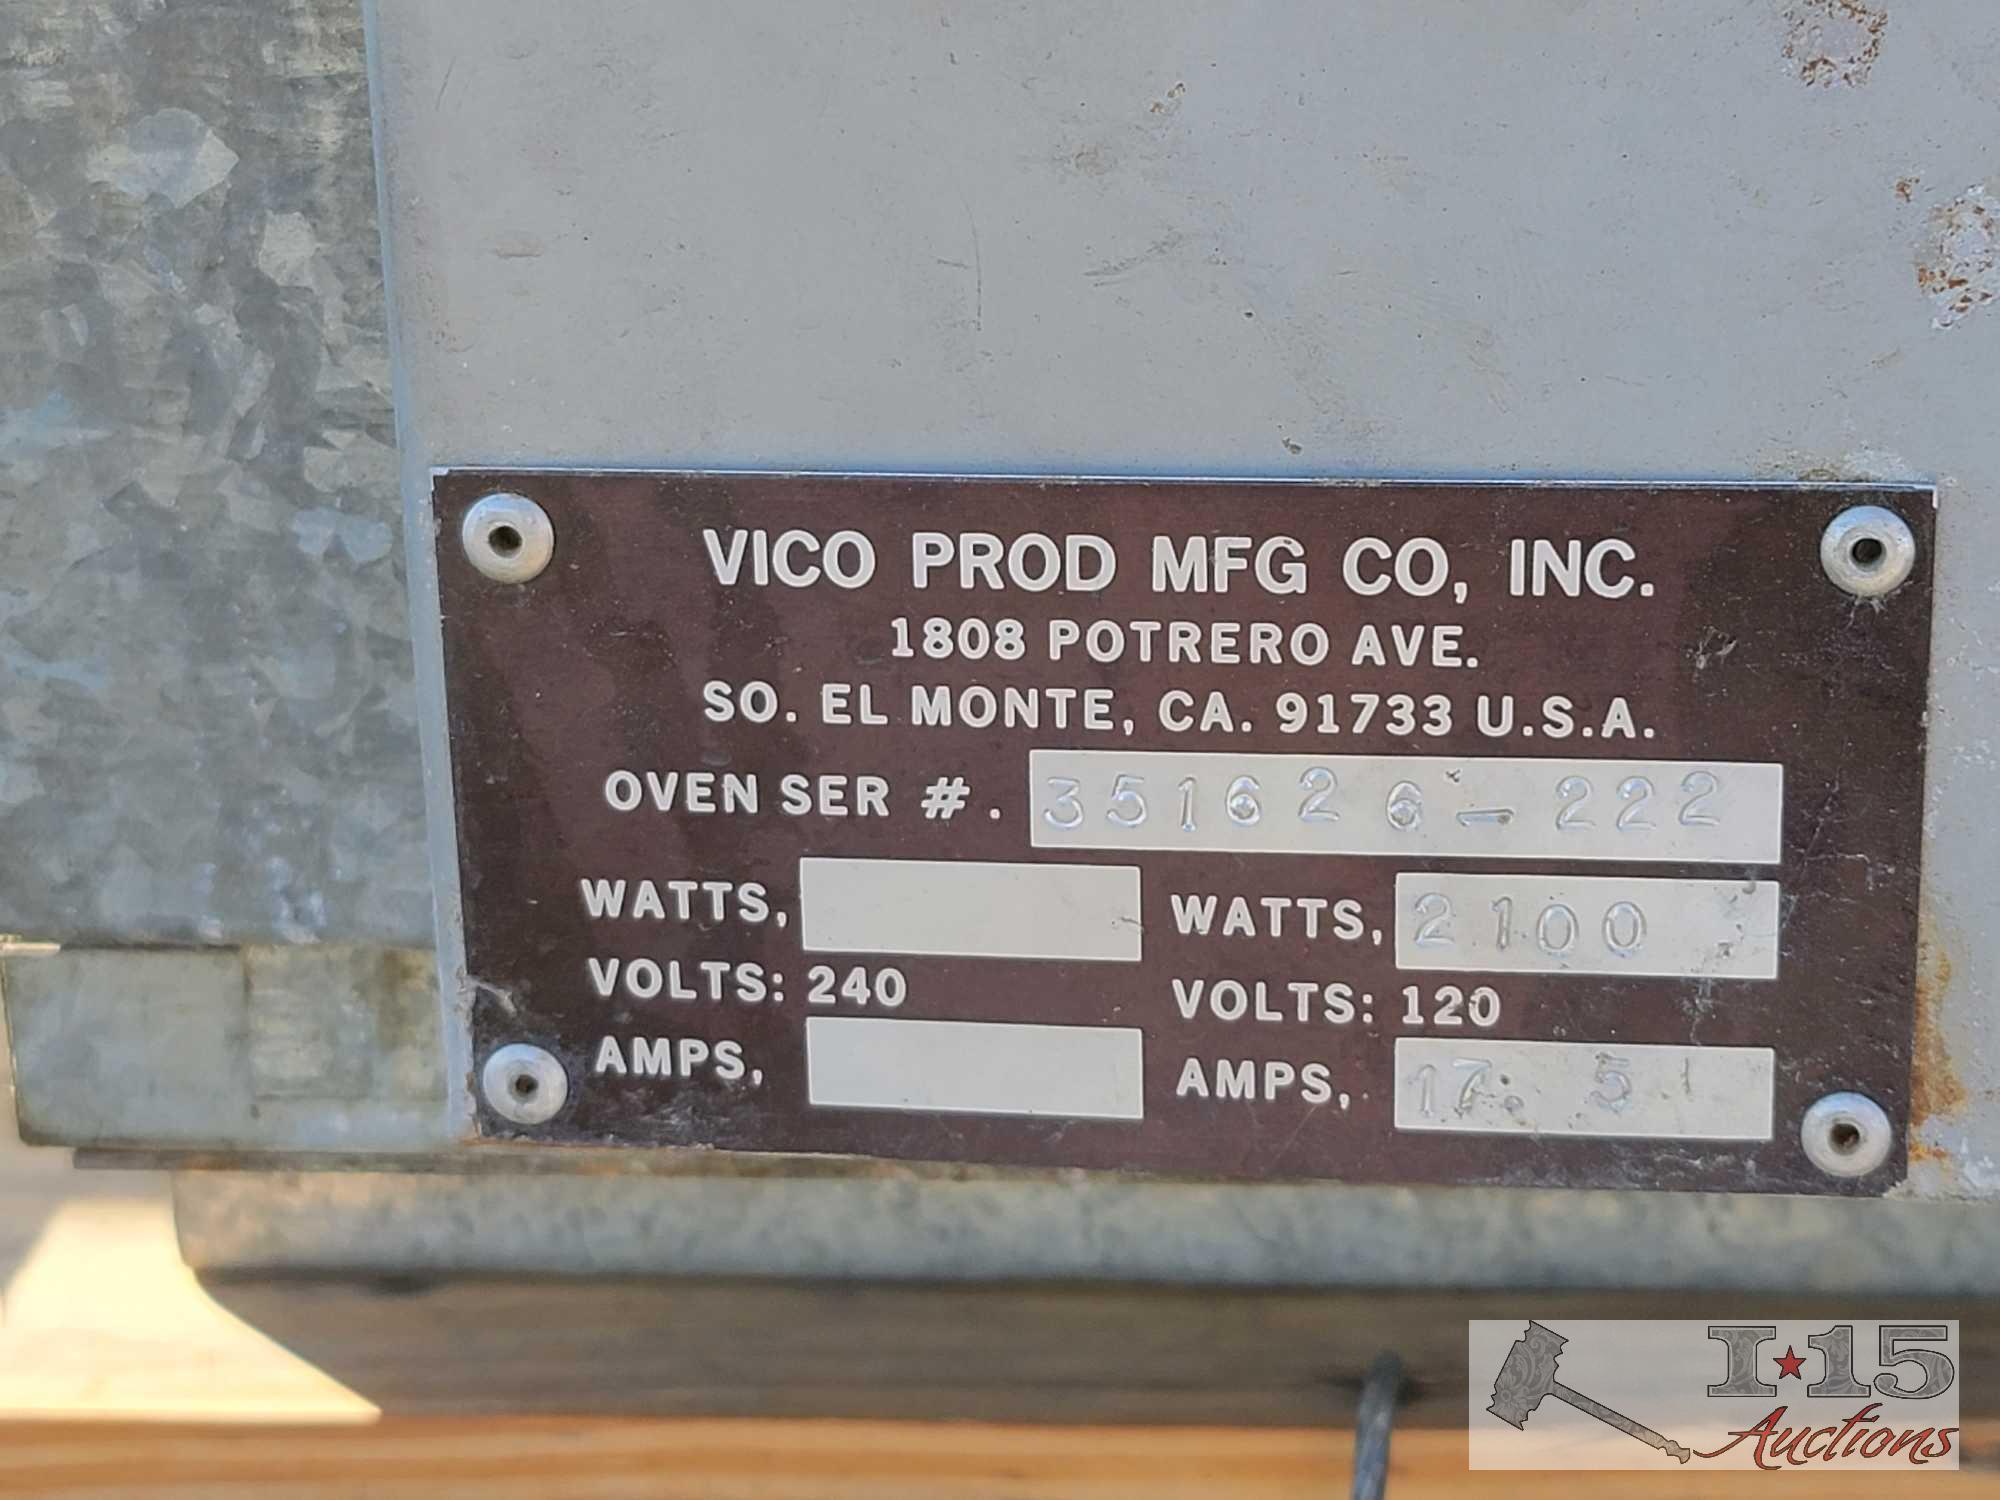 VICO PROD MFG CO, INC.
1808 POTRERO AVE.
SO. EL MONTE, CA. 91733 U.S.A.
OVEN SER #. 351626-222
WATTS, WATTS, 2100
VOLTS: 240 VOLTS: 120
AMPS, AMPS, 17.5
I★15
Auctions